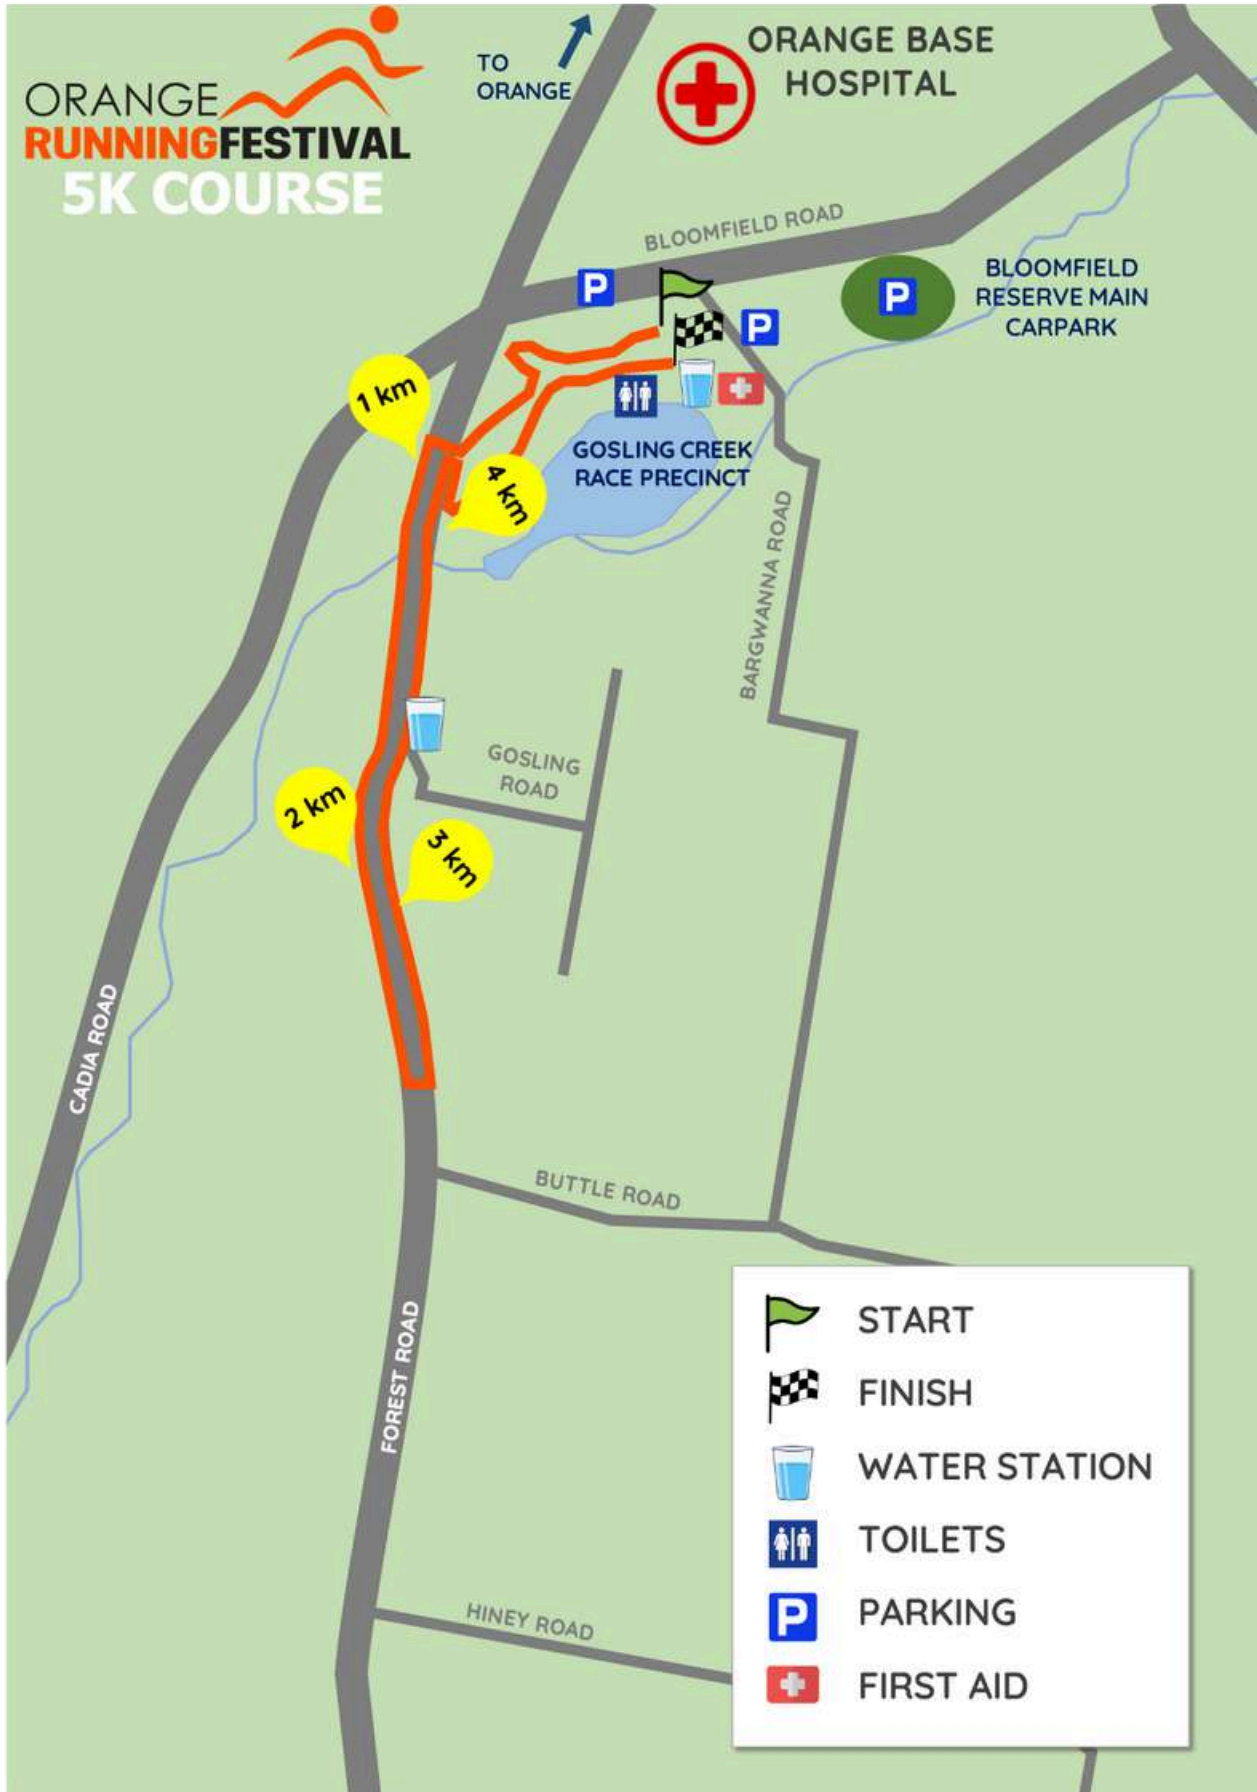 ORANGE
RUNNINGFESTIVAL
5K COURSE
TO
ORANGE
ORANGE BASE
HOSPITAL
BLOOMFIELD ROAD
P
P
P
BLOOMFIELD
RESERVE MAIN
CARPARK
1 km
GOSLING CREEK
RACE PRECINCT
4 km
BARGWANNA ROAD
GOSLING
ROAD
2 km
3 km
CADIA ROAD
BUTTLE ROAD
FOREST ROAD
HINEY ROAD
START
FINISH
WATER STATION
TOILETS
P PARKING
FIRST AID